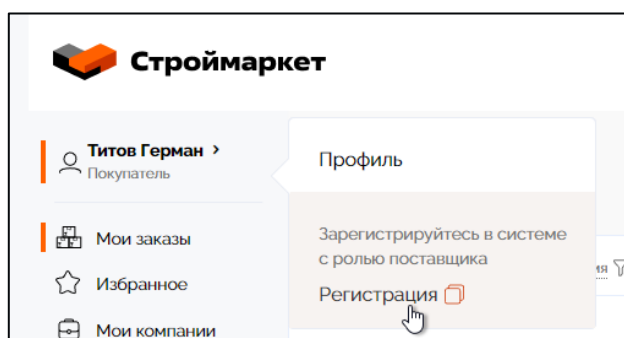 Строймаркет
Титов Герман >
Покупатель
Профиль
Мои заказы
Избранное
Мои компании
Зарегистрируйтесь в системе
с ролью поставщика
Регистрация